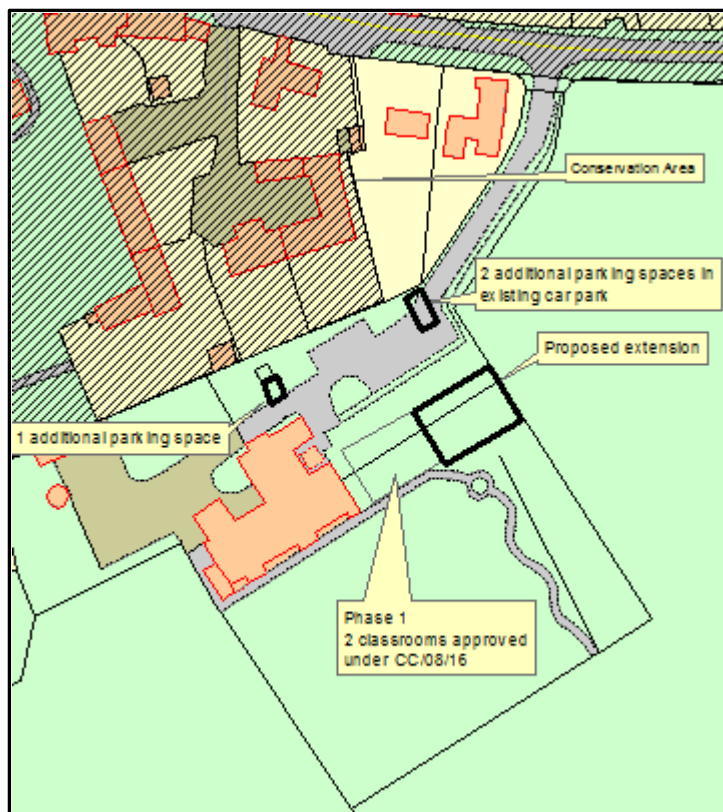 Conservation Area
2 additional parking spaces in
existing car park
Proposed extension
1 additional parking space
Phase 1
2 classrooms approved
under CC/08/16